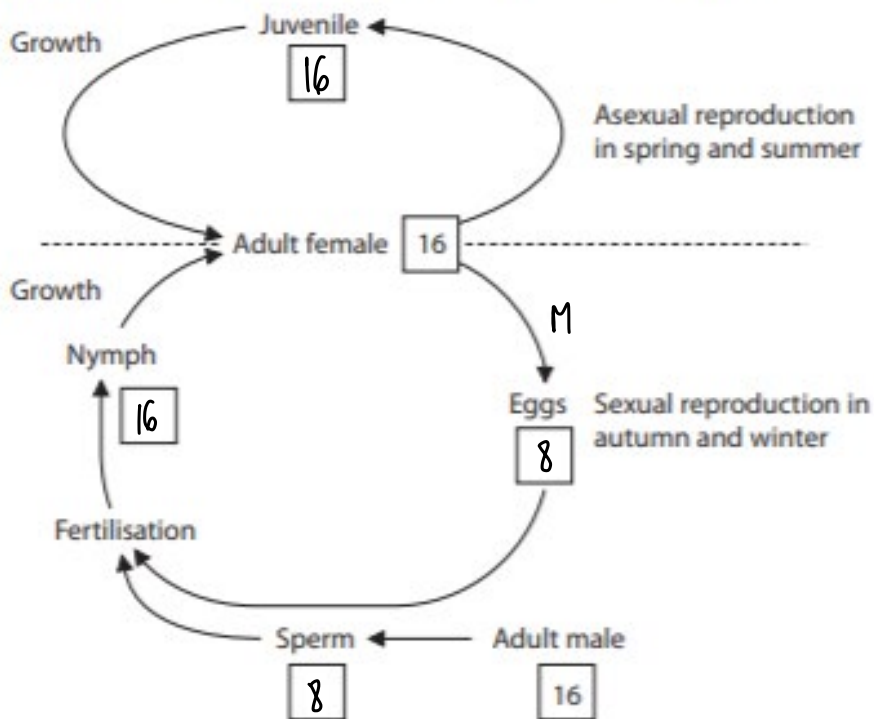 Growth
Juvenile
16
Asexual reproduction
in spring and summer
Adult female
16
Growth
M
Nymph
16
Eggs
8
Sexual reproduction in
autumn and winter
Fertilisation
Sperm
8
Adult male
16